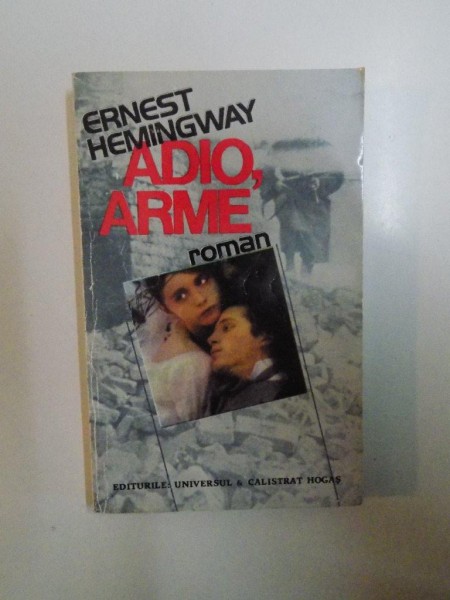 ERNEST
HEMINGWAY
ADIO,
ARME
roman
EDITURILE: UNIVERSUL & CALISTRAT HOGAȘ